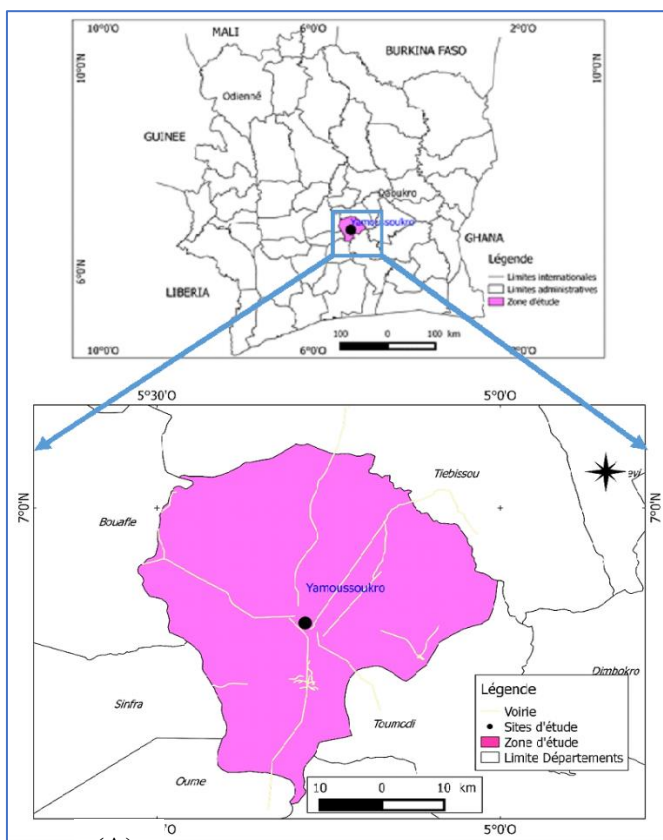 10°0'O 6°0'O 2°0'O
MALI
BURKINA FASO
10°0'N
10°0'N
Odienné
GUINEE
Daoukro
Yamoussoukro
GHANA
6°0'N
6°0'N
LIBERIA
Légende
Limites internationales
Limites administratives
Zone d'étude
100 0 100 km
10°0'O 6°0'O 2°0'O
5°30'O 5°0'O
Tiebissou
7°0'N
7°0'N
Bouafle
Yamoussoukro
Dimbokro
Sinfra
Toumodi
Oume
Légende
Voirie
Sites d'étude
Zone d'étude
Limite Départements
10 0 10 km
5°0'O